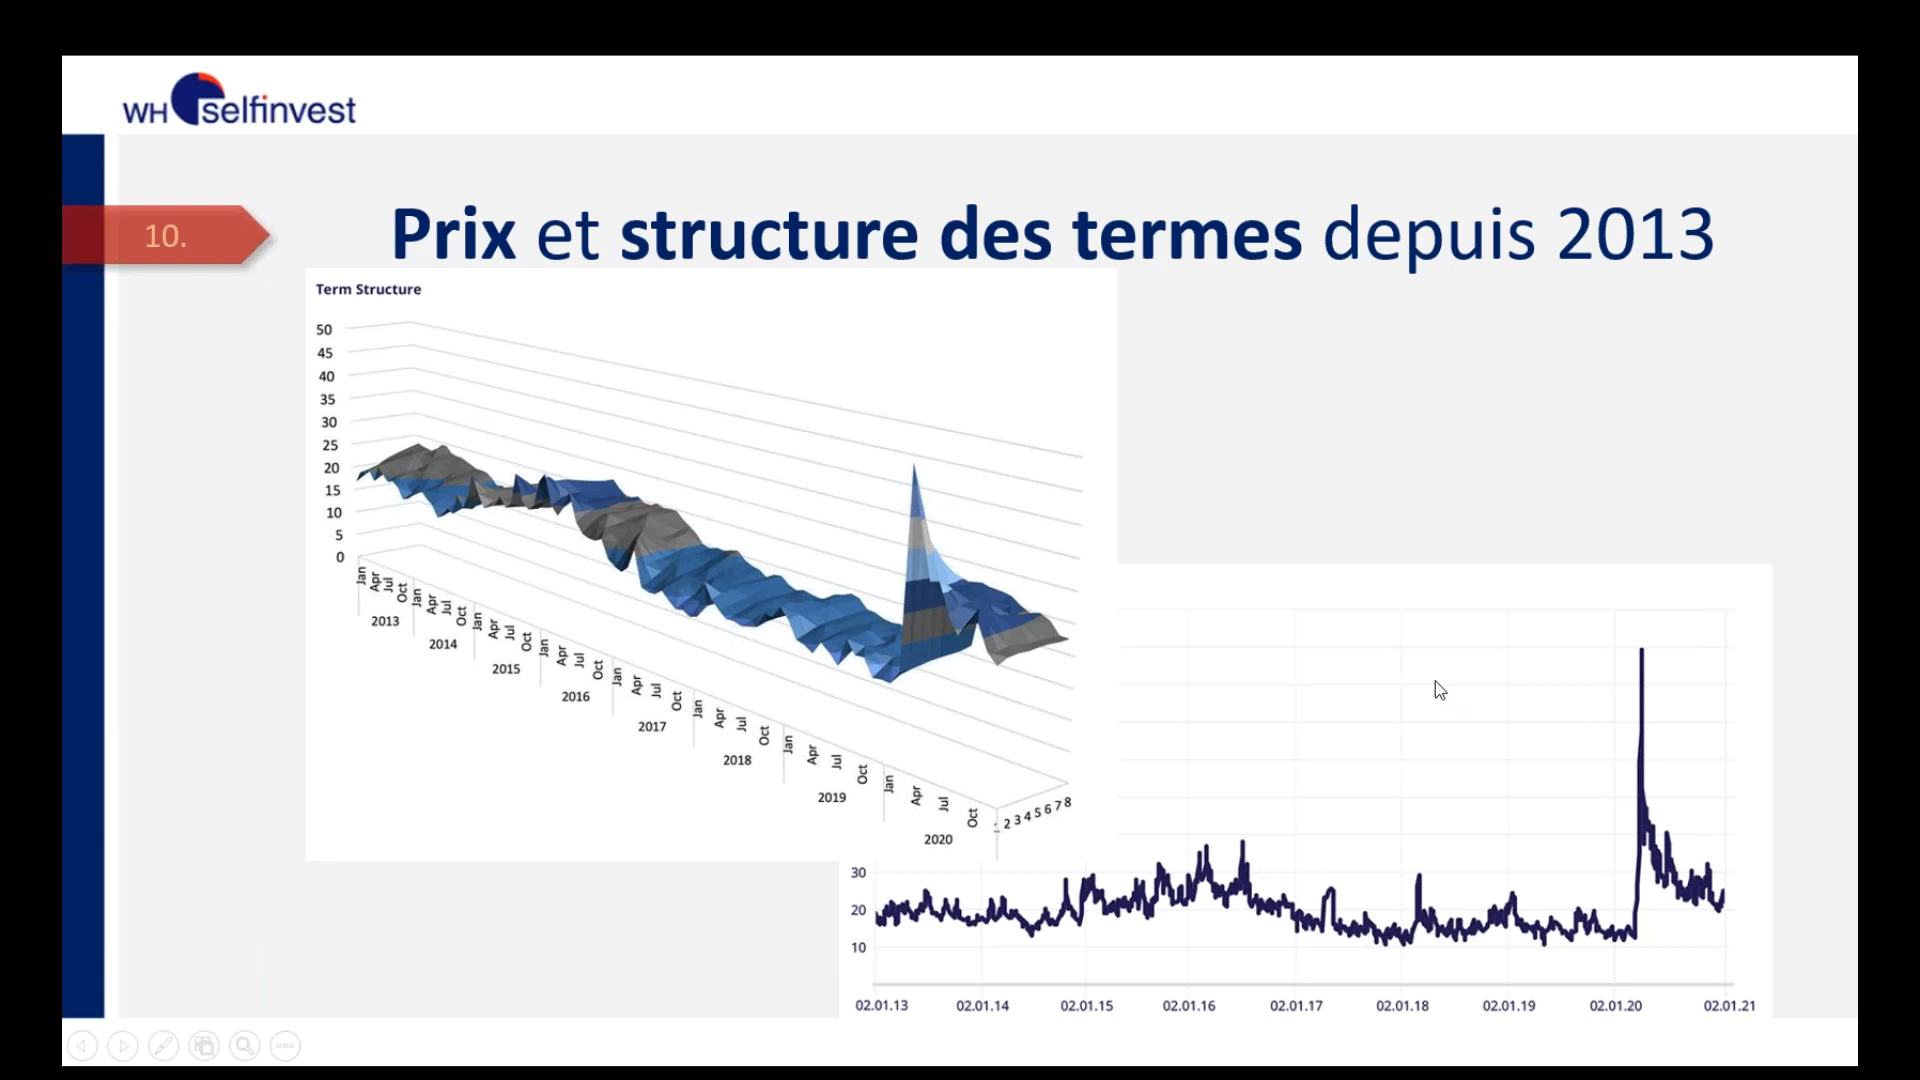 WH selfinvest
10.
Prix et structure des termes depuis 2013
Term Structure
50
45
40
35
30
25
20
15
10
5
0
Jan Apr Jul Oct Jan Apr Jul Oct Jan Apr Jul Oct Jan Apr Jul Oct Jan Apr Jul Oct Jan Apr Jul Oct Jan Apr Jul Oct Jan Apr Jul Oct
2013 2014 2015 2016 2017 2018 2019 2020
2 3 4 5 6 7 8
30
20
10
02.01.13 02.01.14 02.01.15 02.01.16 02.01.17 02.01.18 02.01.19 02.01.20 02.01.21